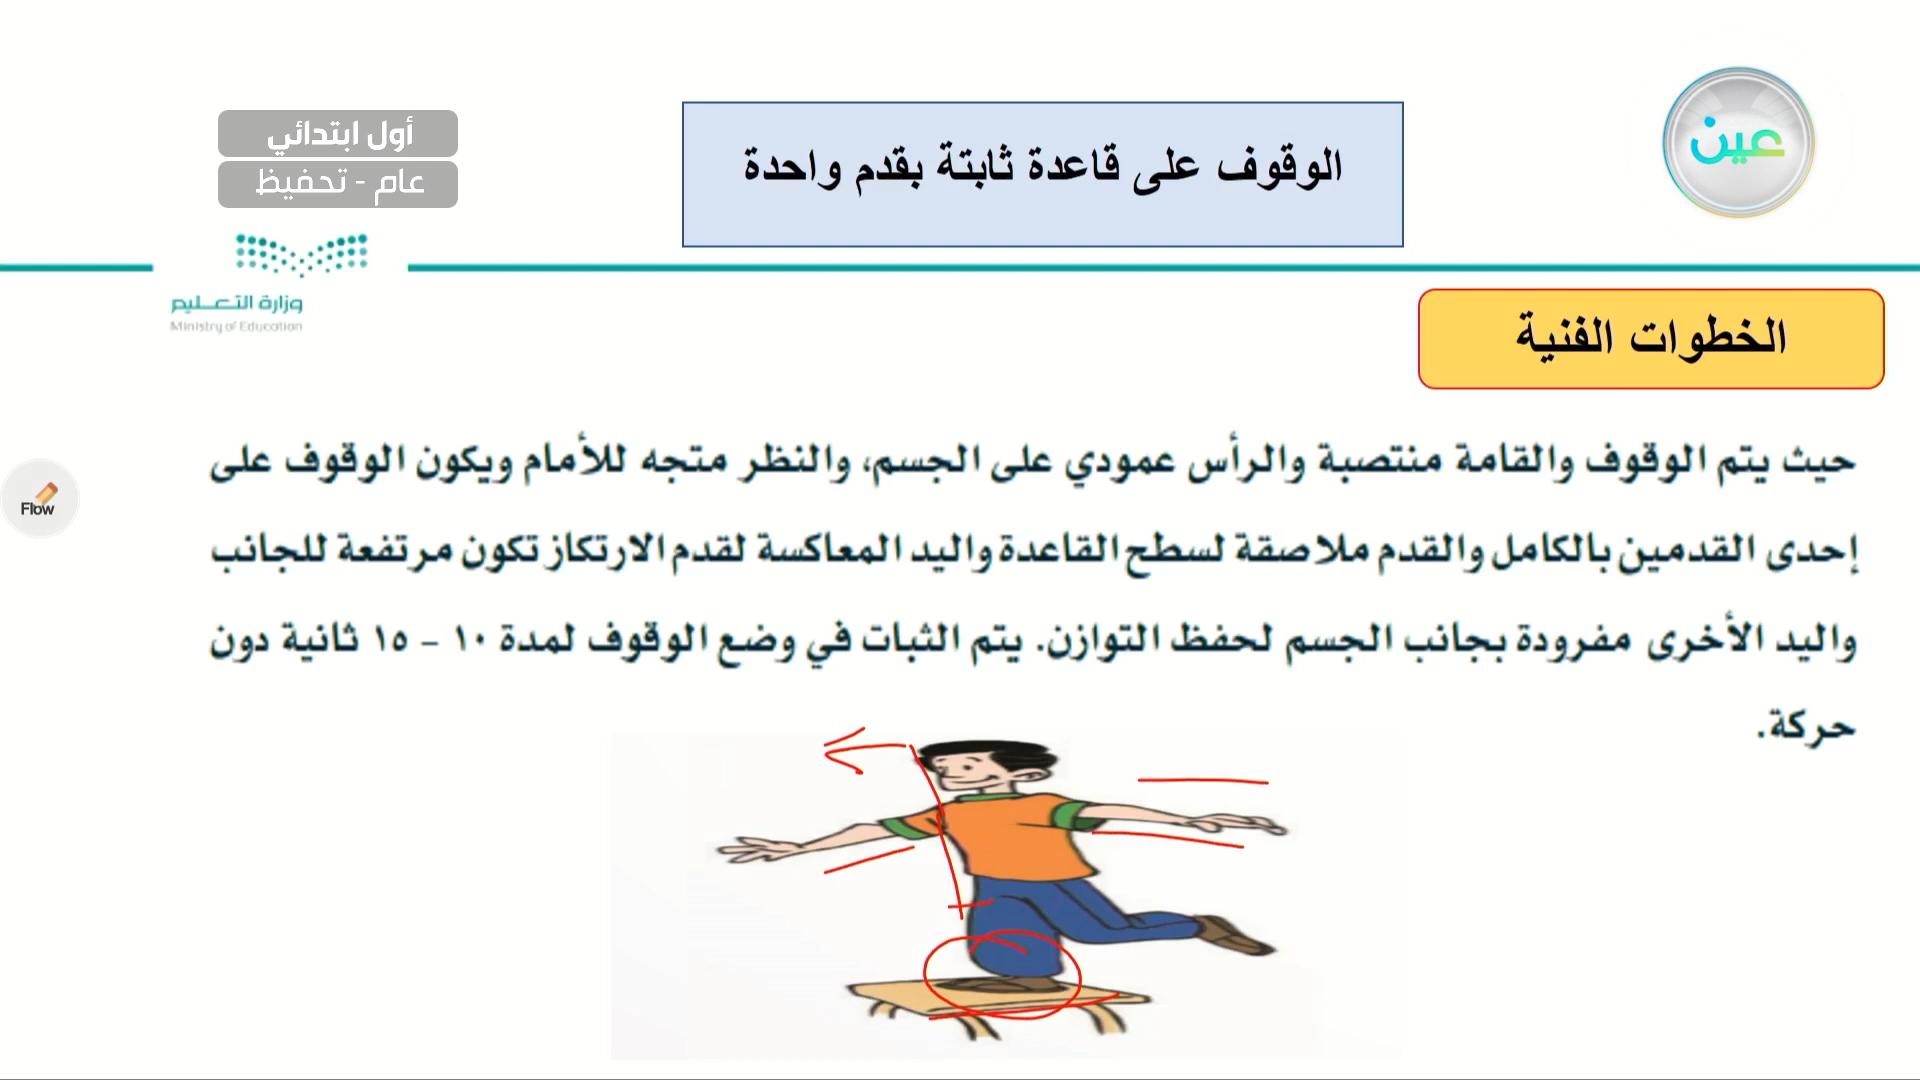 عين
الوقوف على قاعدة ثابتة بقدم واحدة
أول ابتدائي
عام - تحفيظ
وزارة التعليم
Ministry of Education
الخطوات الفنية
حيث يتم الوقوف والقامة منتصبة والرأس عمودي على الجسم، والنظر متجه للأمام ويكون الوقوف على
إحدى القدمين بالكامل والقدم ملاصقة لسطح القاعدة واليد المعاكسة لقدم الارتكاز تكون مرتفعة للجانب
واليد الأخرى مفرودة بجانب الجسم لحفظ التوازن. يتم الثبات في وضع الوقوف لمدة ١٠ - ١٥ ثانية دون
حركة.
Flow